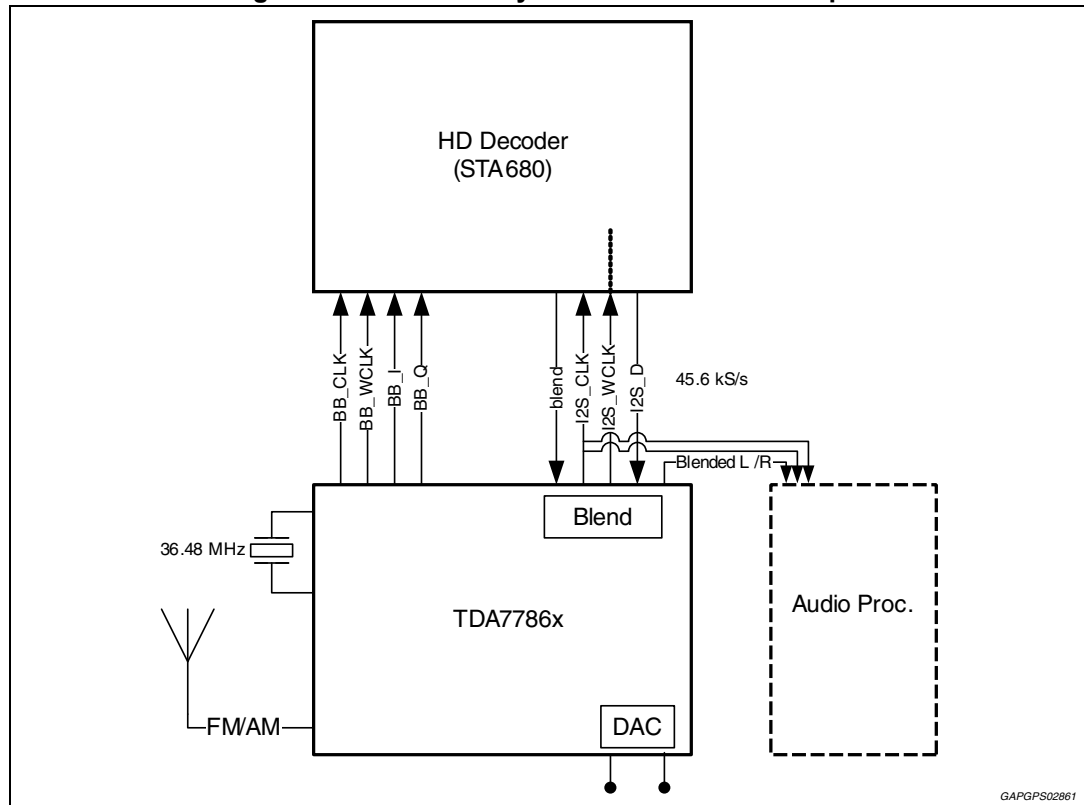 HD Decoder
(STA680)
BB_CLK
BB_WCLK
BB_I
BB_Q
blend
I2S_CLK
I2S_WCLK
I2S_D
45.6 kS/s
Blended L /R
Blend
36.48 MHz
TDA7786x
Audio Proc.
FM/AM
DAC
GAPGPS02861